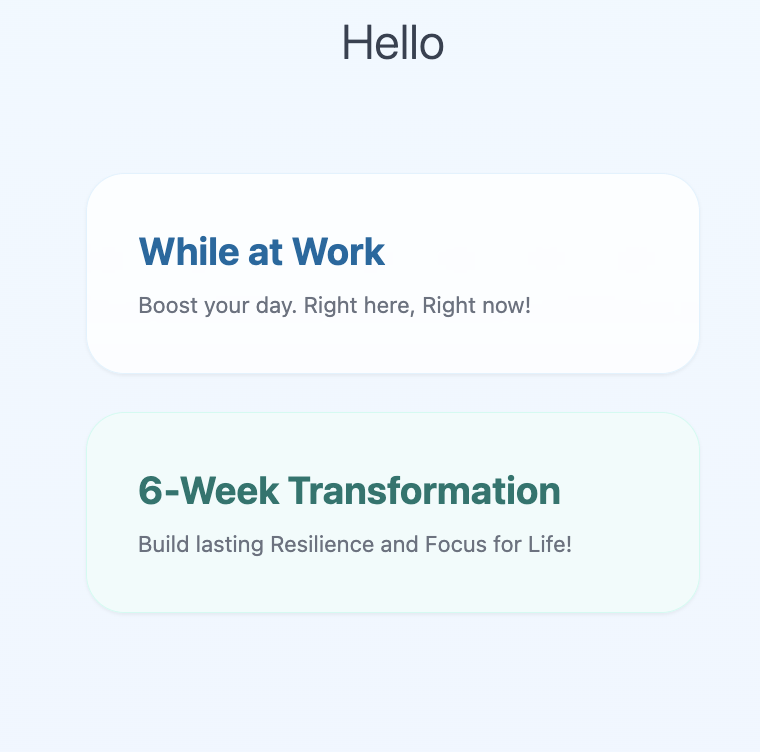 Hello
While at Work
Boost your day. Right here, Right now!
6-Week Transformation
Build lasting Resilience and Focus for Life!